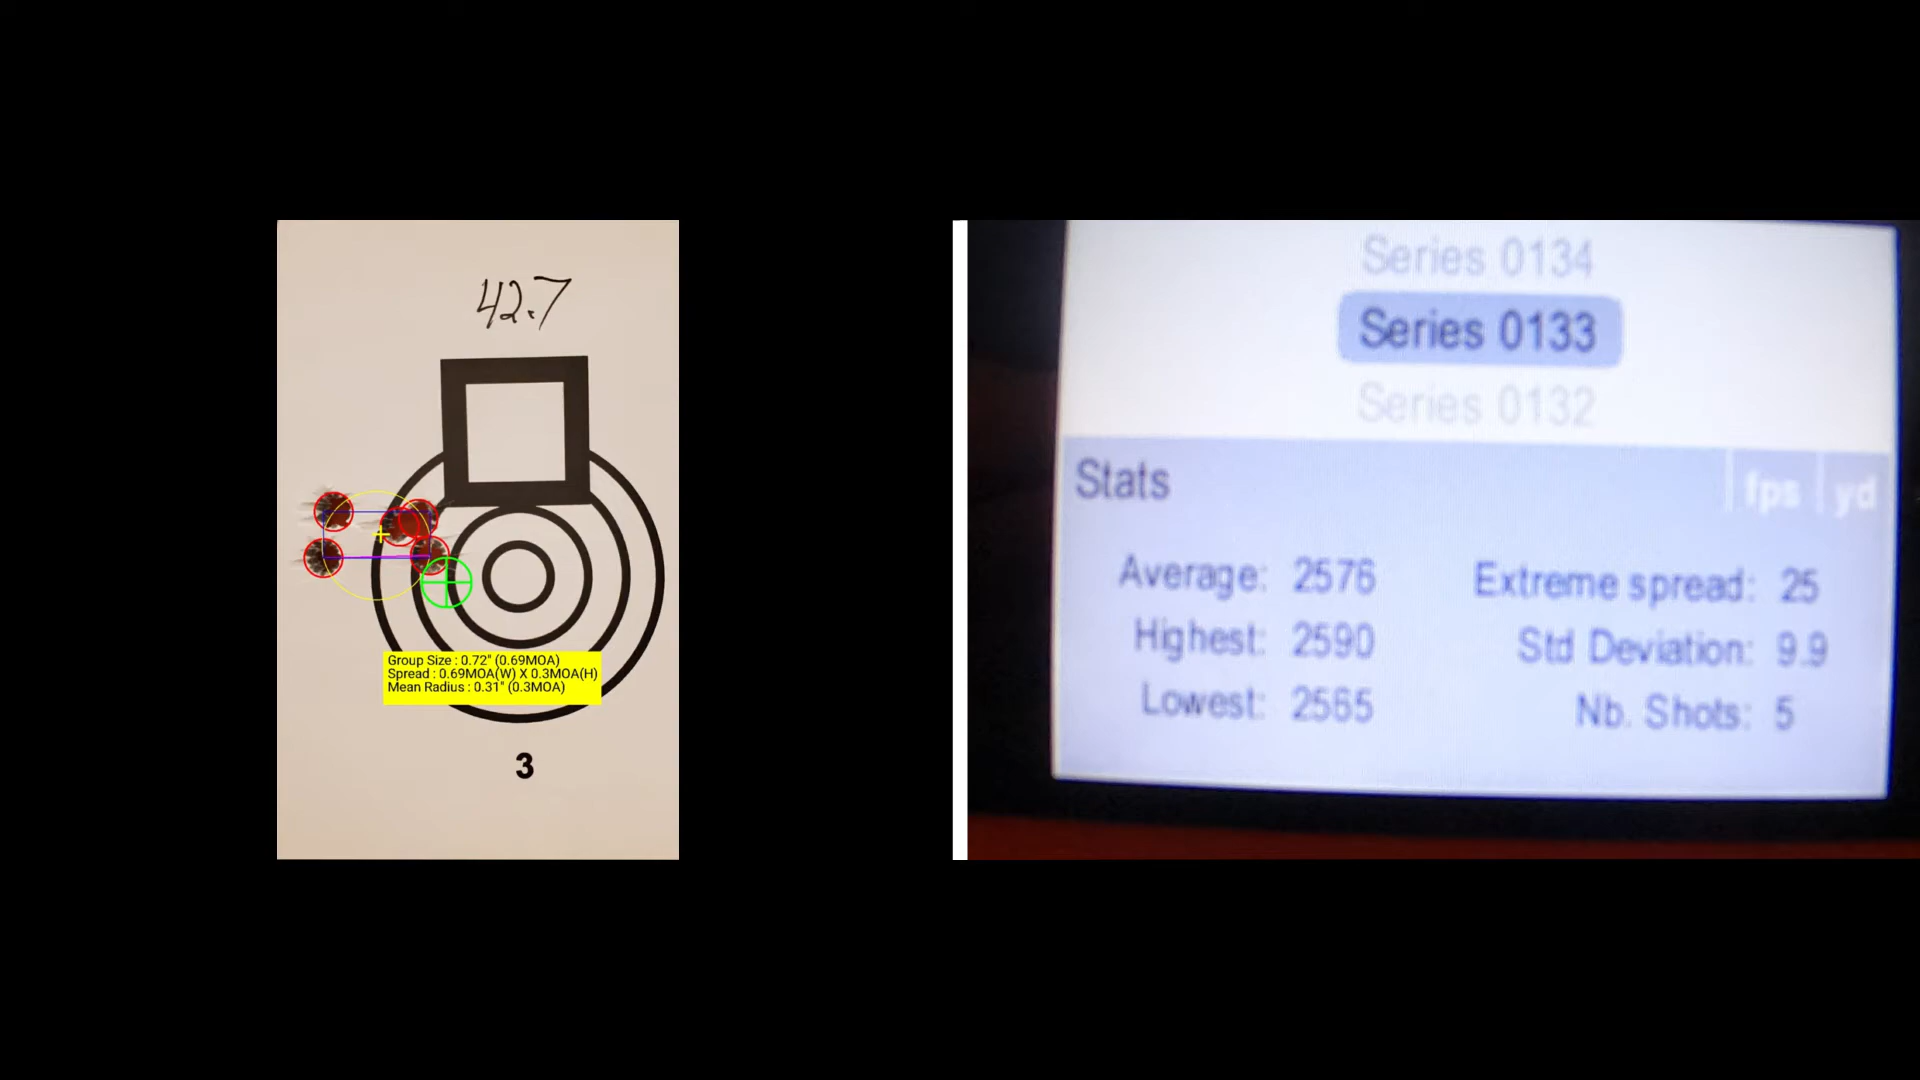 42.7
Group Size : 0.72" (0.69MOA)
Spread : 0.69MOA(W) X 0.3MOA(H)
Mean Radius : 0.31" (0.3MOA)
3
Series 0134
Series 0133
Series 0132
Stats fps yd
Average: 2576 Extreme spread: 25
Highest: 2590 Std Deviation: 9.9
Lowest: 2565 Nb. Shots: 5